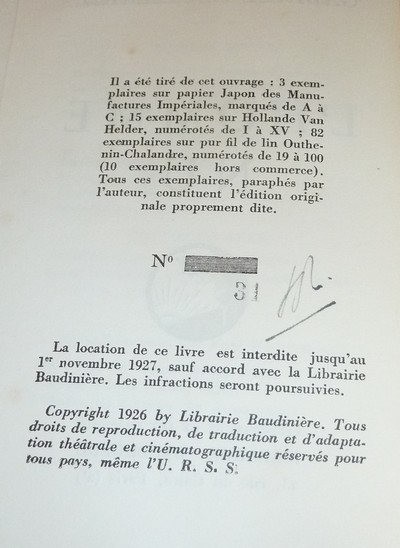 Il a été tiré de cet ouvrage : 3 exem-
plaires sur papier Japon des Manu-
factures Impériales, marqués de A à
C ; 15 exemplaires sur Hollande Van
Helder, numérotés de I à XV ; 82
exemplaires sur pur fil de lin Outhe-
nin-Chalandre, numérotés de 19 à 100
(10 exemplaires hors commerce).
Tous ces exemplaires, paraphés par
l'auteur, constituent l'édition origi-
nale proprement dite.
Nº
31
La location de ce livre est interdite jusqu'au
1er novembre 1927, sauf accord avec la Librairie
Baudinière. Les infractions seront poursuivies.
Copyright 1926 by Librairie Baudinière. Tous
droits de reproduction, de traduction et d'adapta-
tation théâtrale et cinématographique réservés pour
tous pays, même l'U. R. S. S.